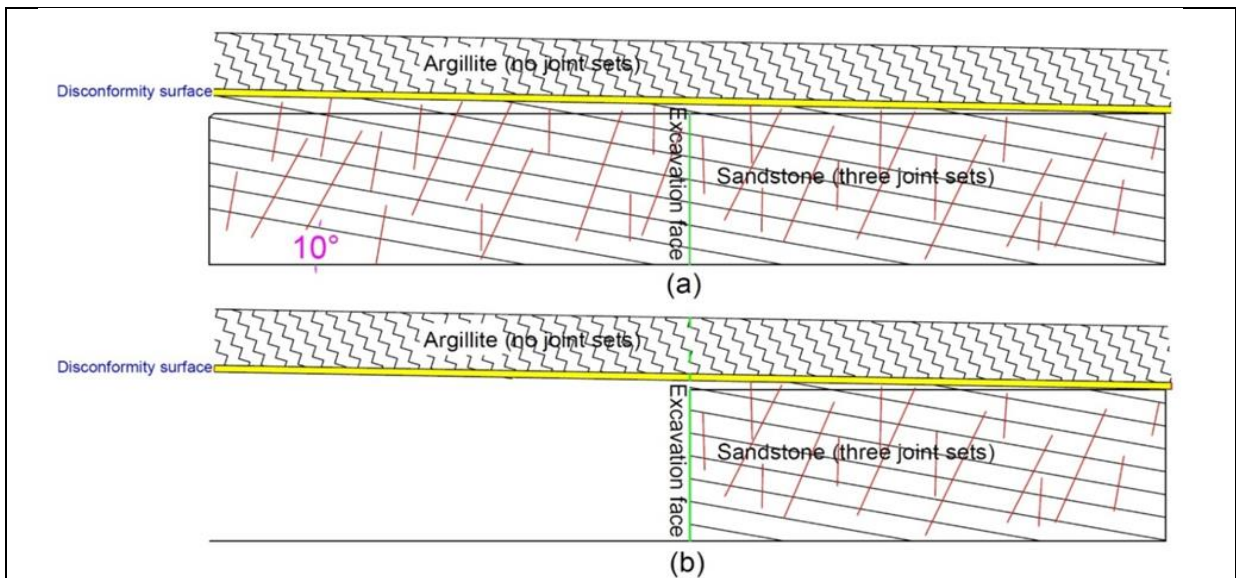 Argillite (no joint sets)
Disconformity surface
Excavation face
Sandstone (three joint sets)
10°
(a)
Argillite (no joint sets)
Disconformity surface
Excavation face
Sandstone (three joint sets)
(b)